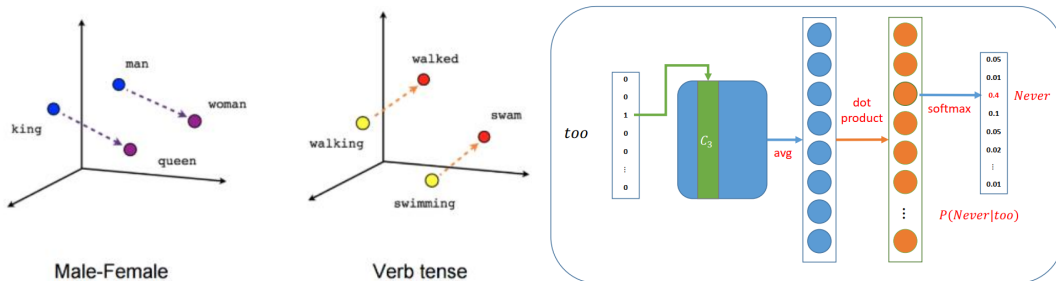 man
woman
king
queen
Male-Female
walked
swam
walking
swimming
Verb tense
too
0
0
1
0
0
0
⋮
0
C₃
avg
dot
product
softmax
⋮
0.05
0.01
0.4
0.1
0.05
0.02
⋮
0.01
Never
P(Never|too)